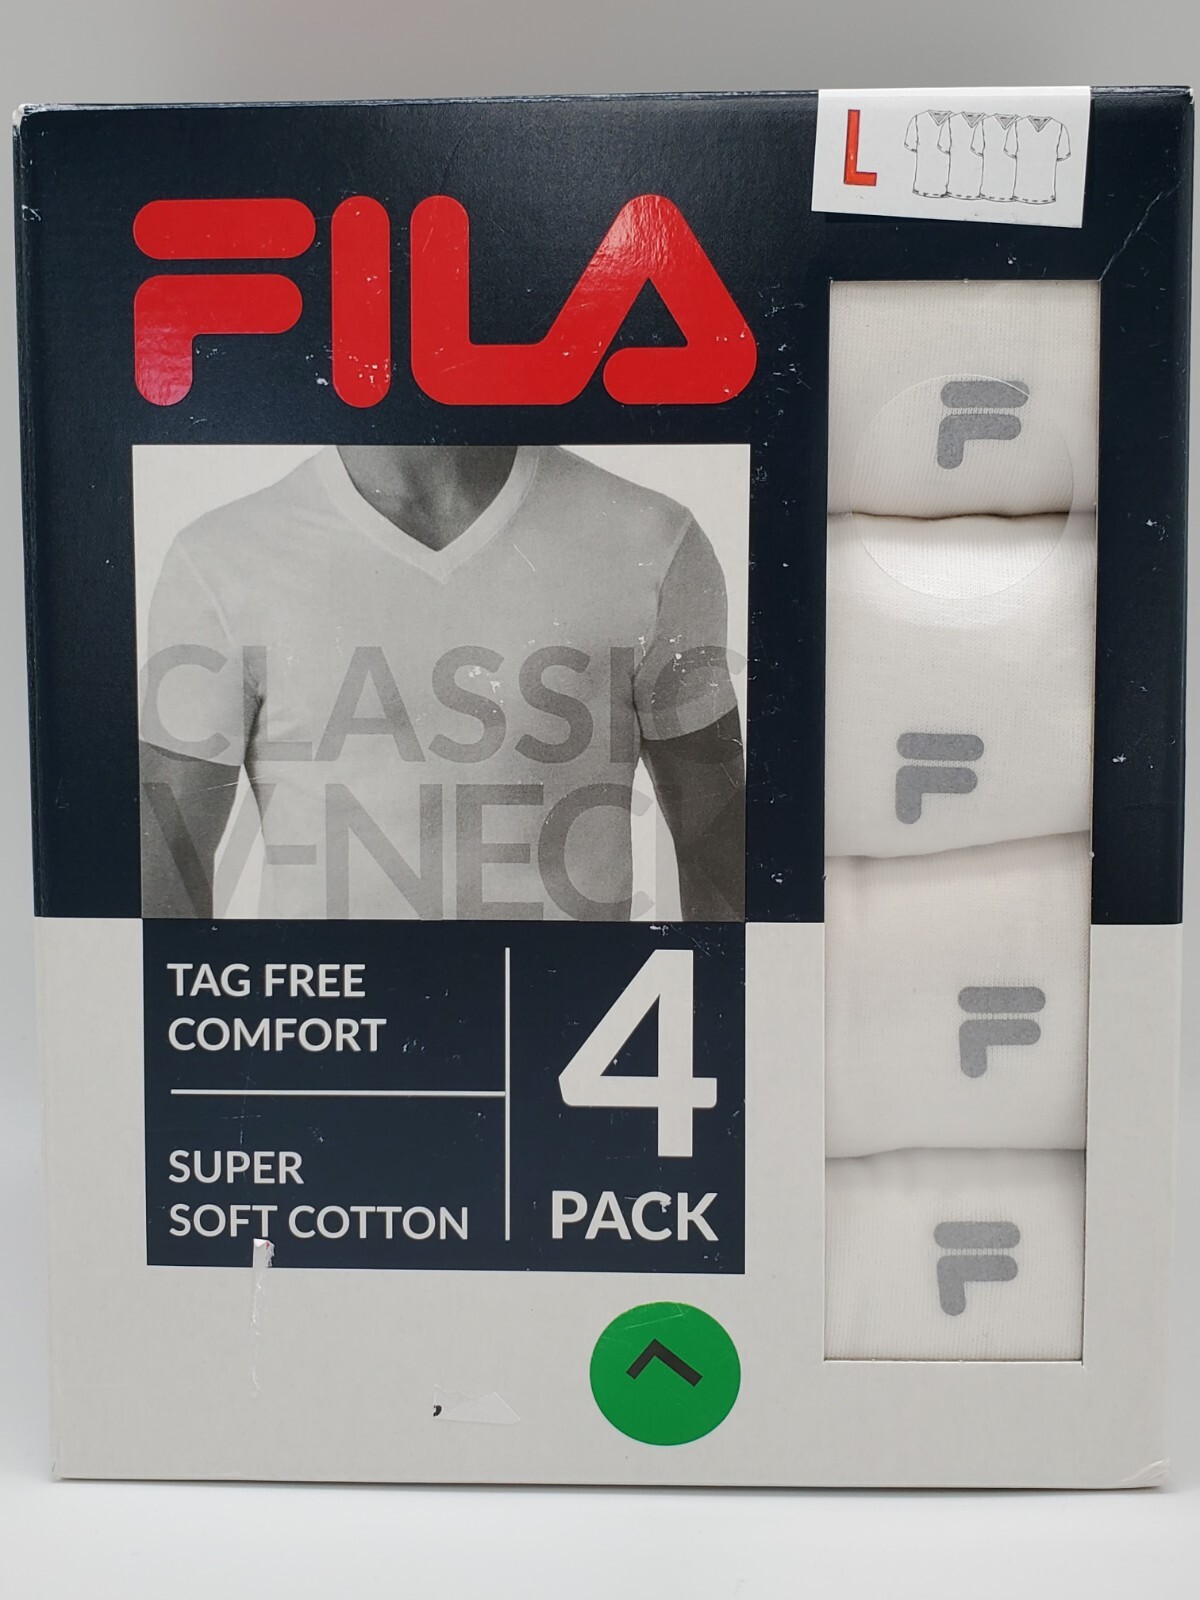 L
FILA
CLASSIC
V-NECK
TAG FREE
COMFORT
SUPER
SOFT COTTON
4
PACK
F
F
F
F